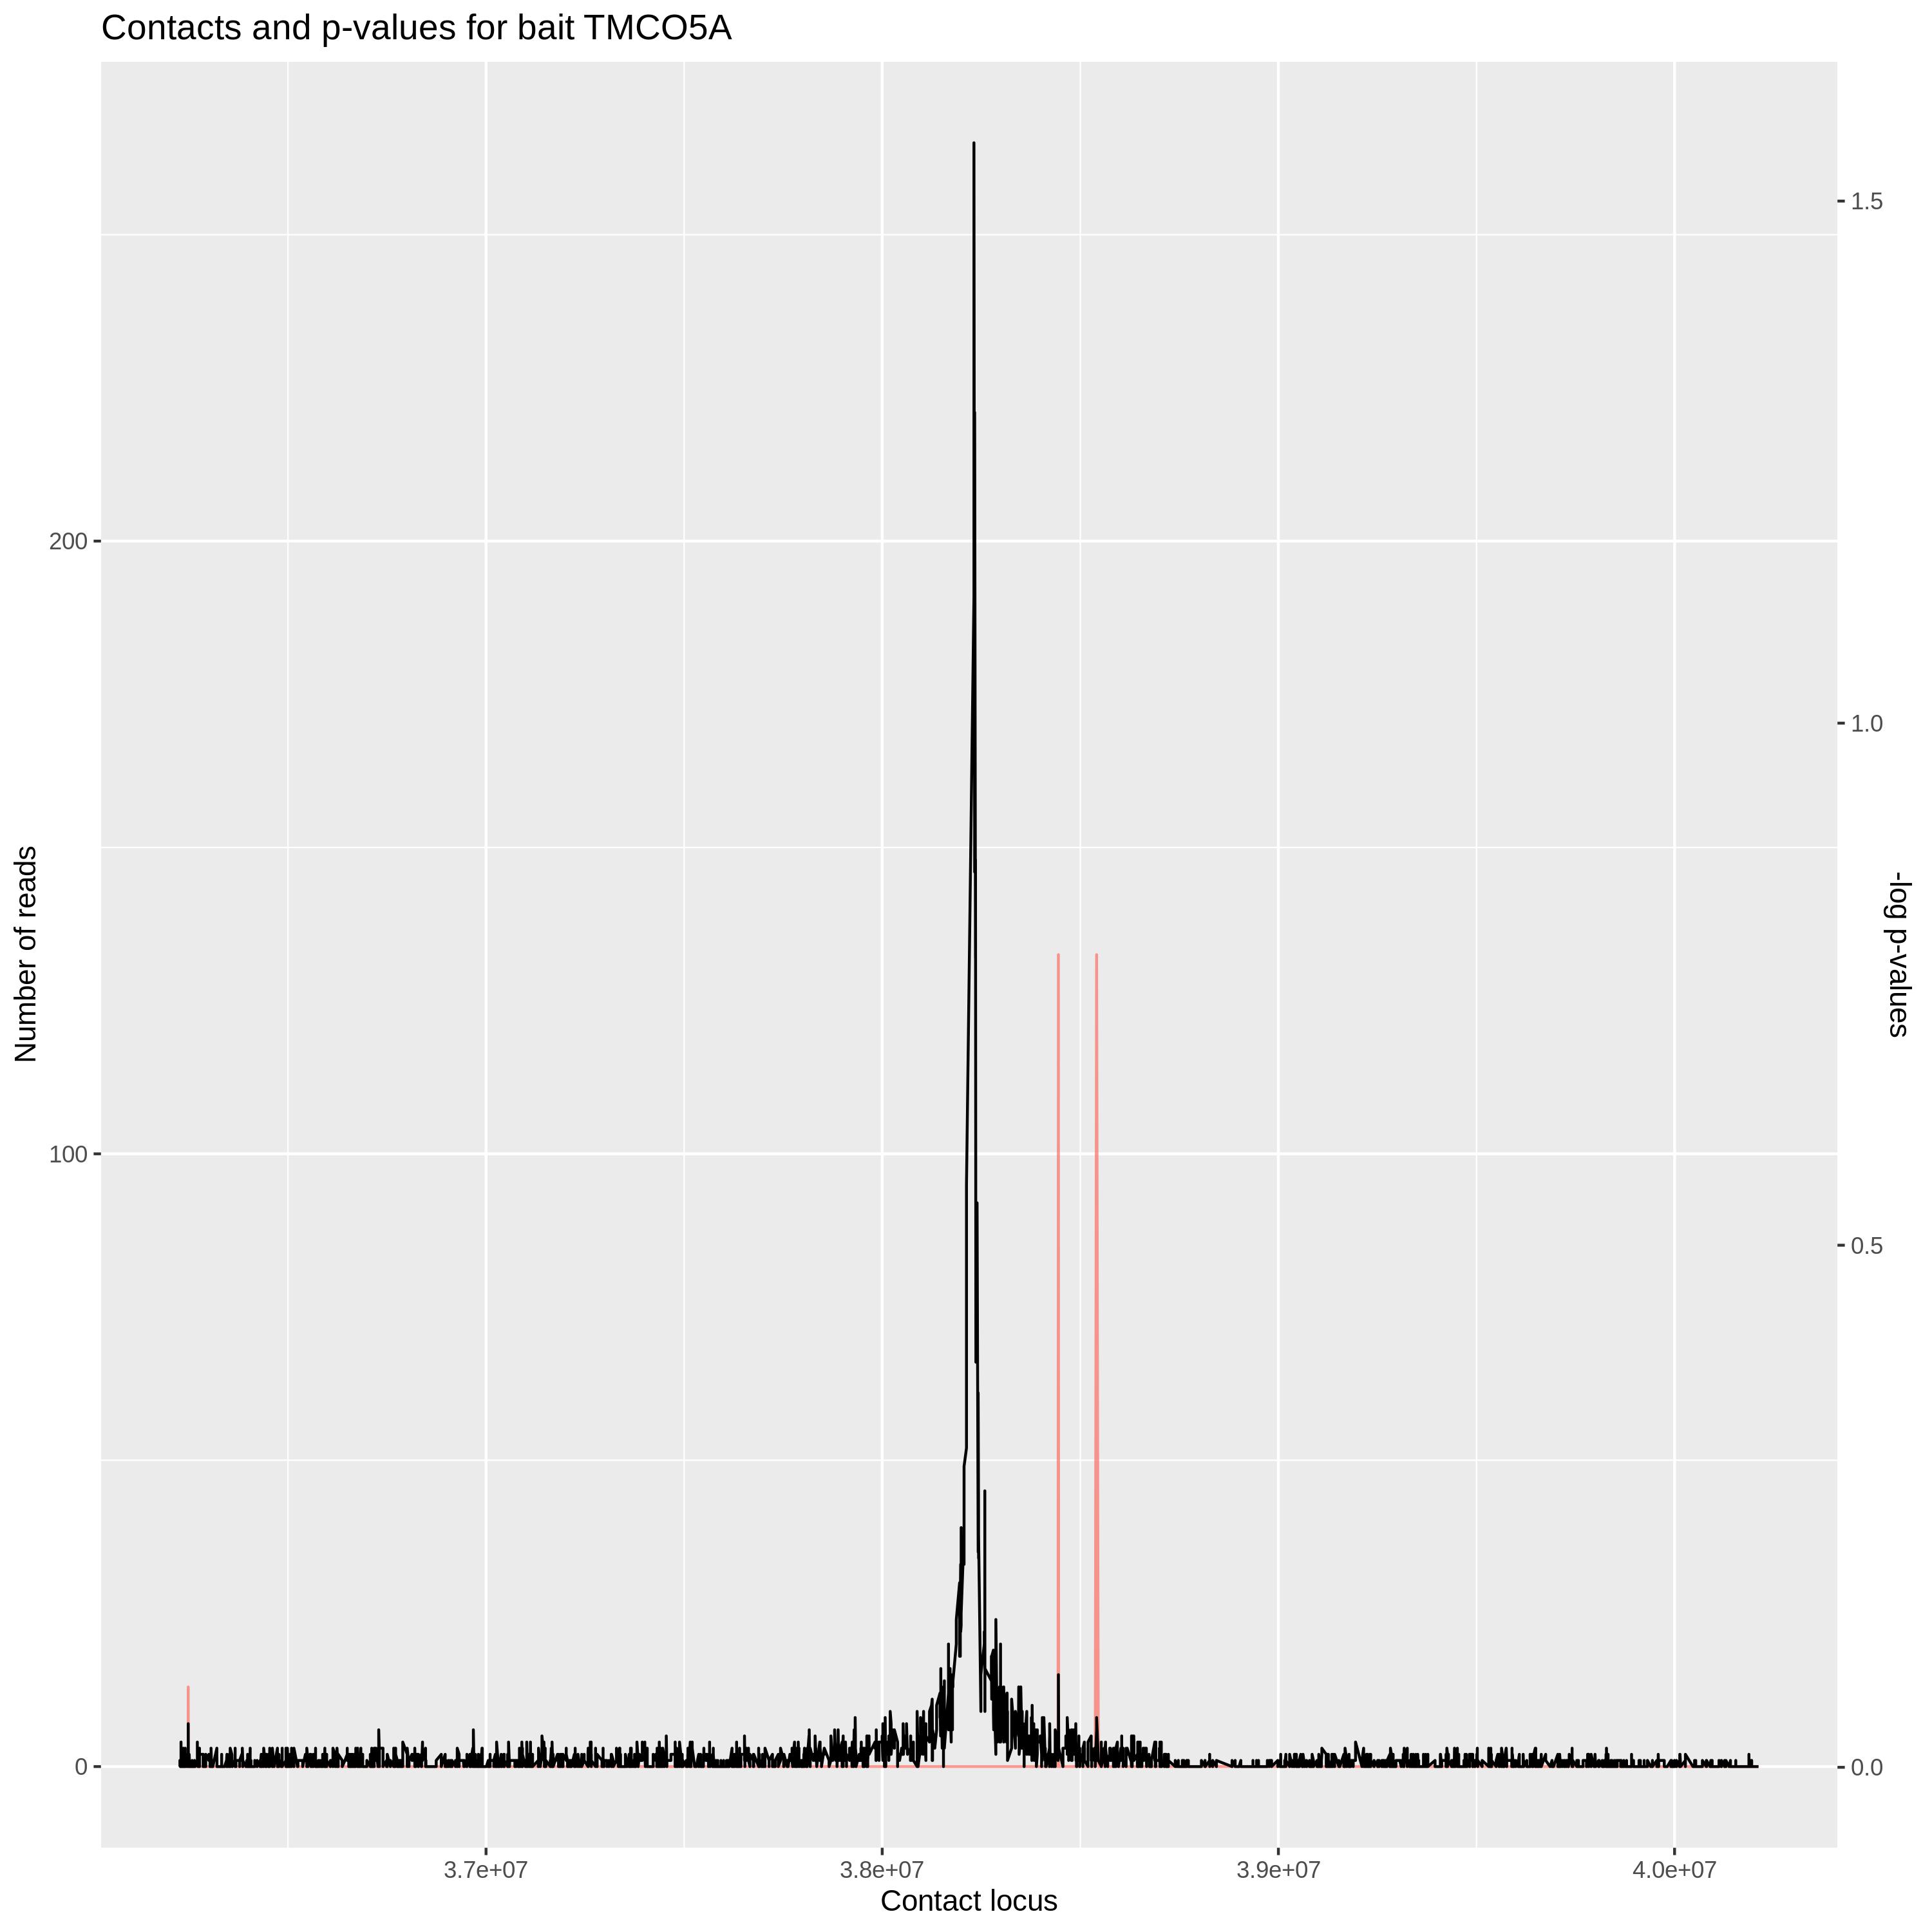 Contacts and p-values for bait TMCO5A
Number of reads
200
100
0
1.5
1.0
0.5
0.0
-log p-values
3.7e+07
3.8e+07
3.9e+07
4.0e+07
Contact locus